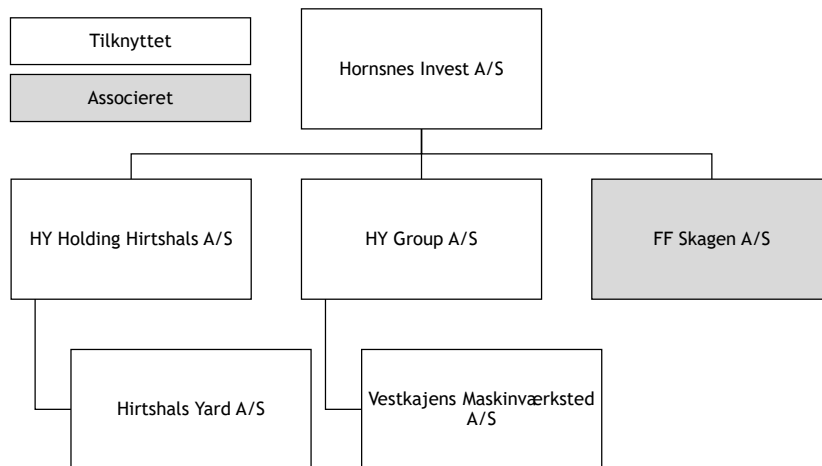 Tilknyttet
Associeret
Hornsnes Invest A/S
HY Holding Hirtshals A/S
HY Group A/S
FF Skagen A/S
Hirtshals Yard A/S
Vestkajens Maskinværksted
A/S